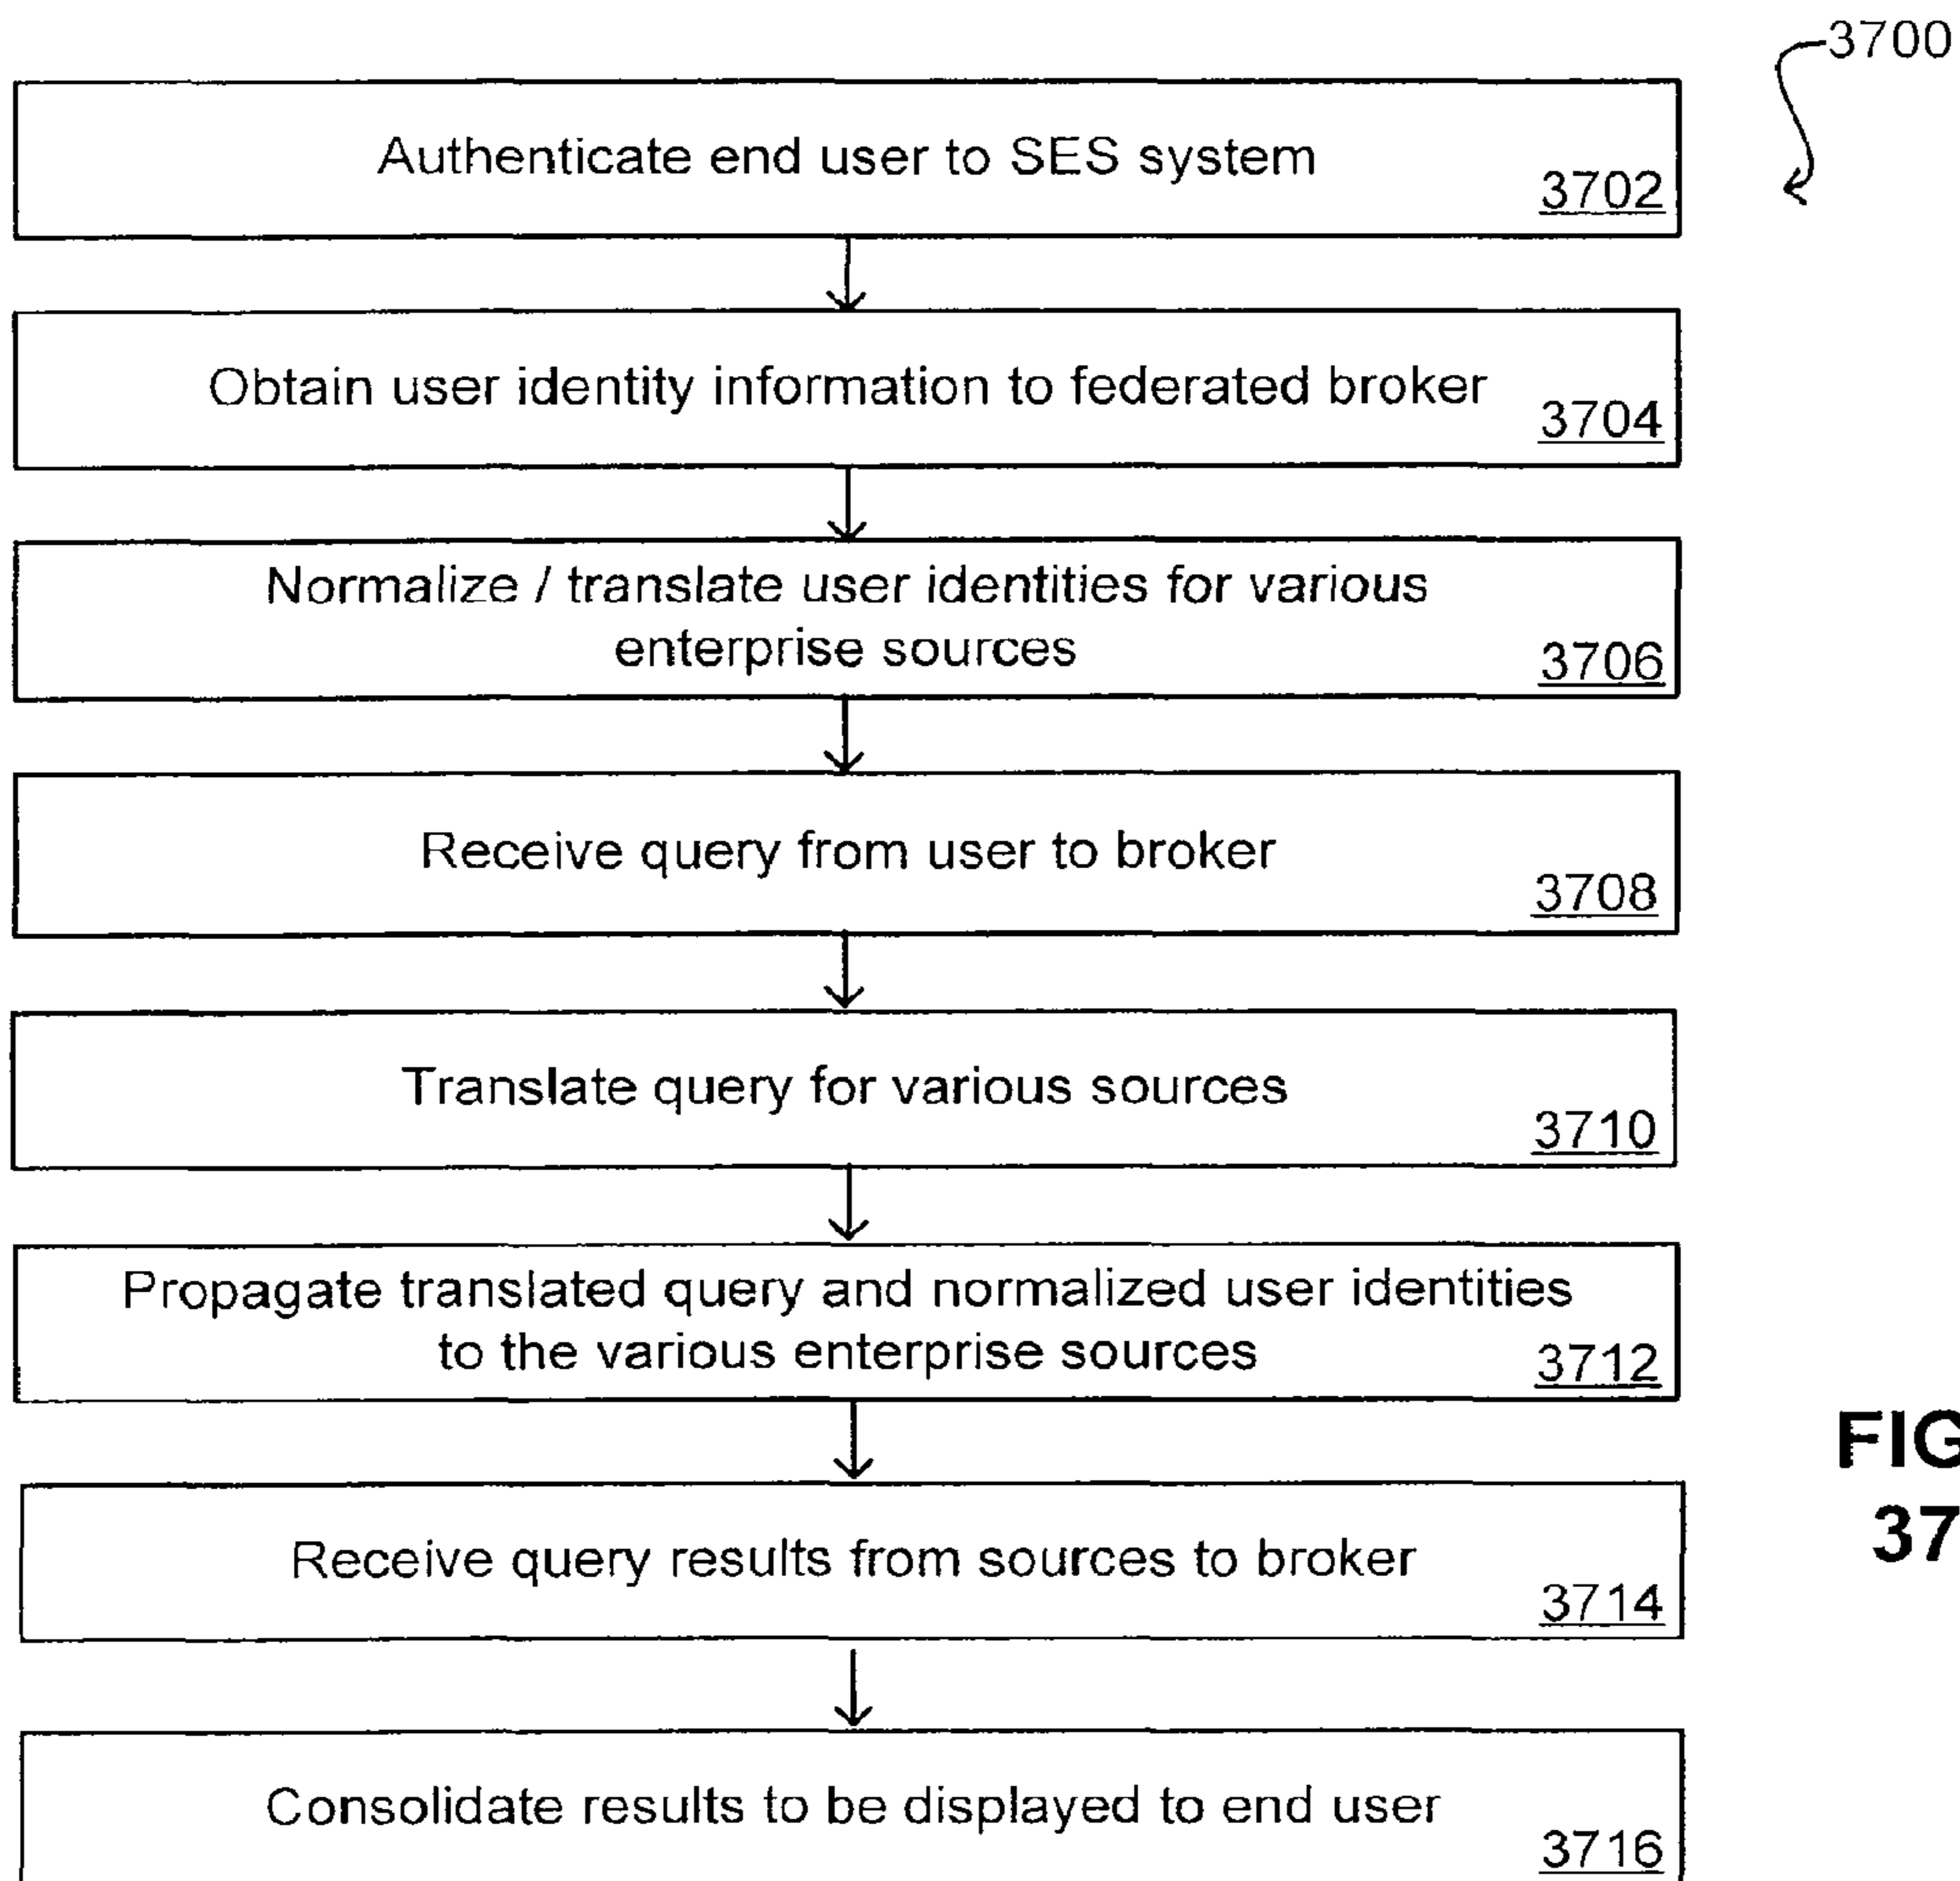 3700
Authenticate end user to SES system
3702
Obtain user identity information to federated broker
3704
Normalize / translate user identities for various
enterprise sources
3706
Receive query from user to broker
3708
Translate query for various sources
3710
Propagate translated query and normalized user identities
to the various enterprise sources
3712
Receive query results from sources to broker
3714
Consolidate results to be displayed to end user
3716
FIG
37